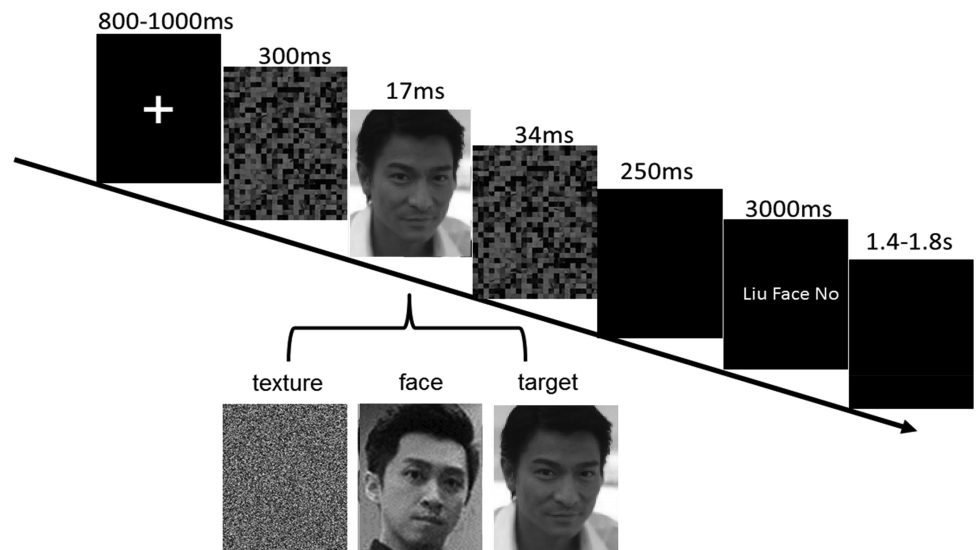 800-1000ms
300ms
17ms
34ms
250ms
3000ms
1.4-1.8s
Liu Face No
texture
face
target